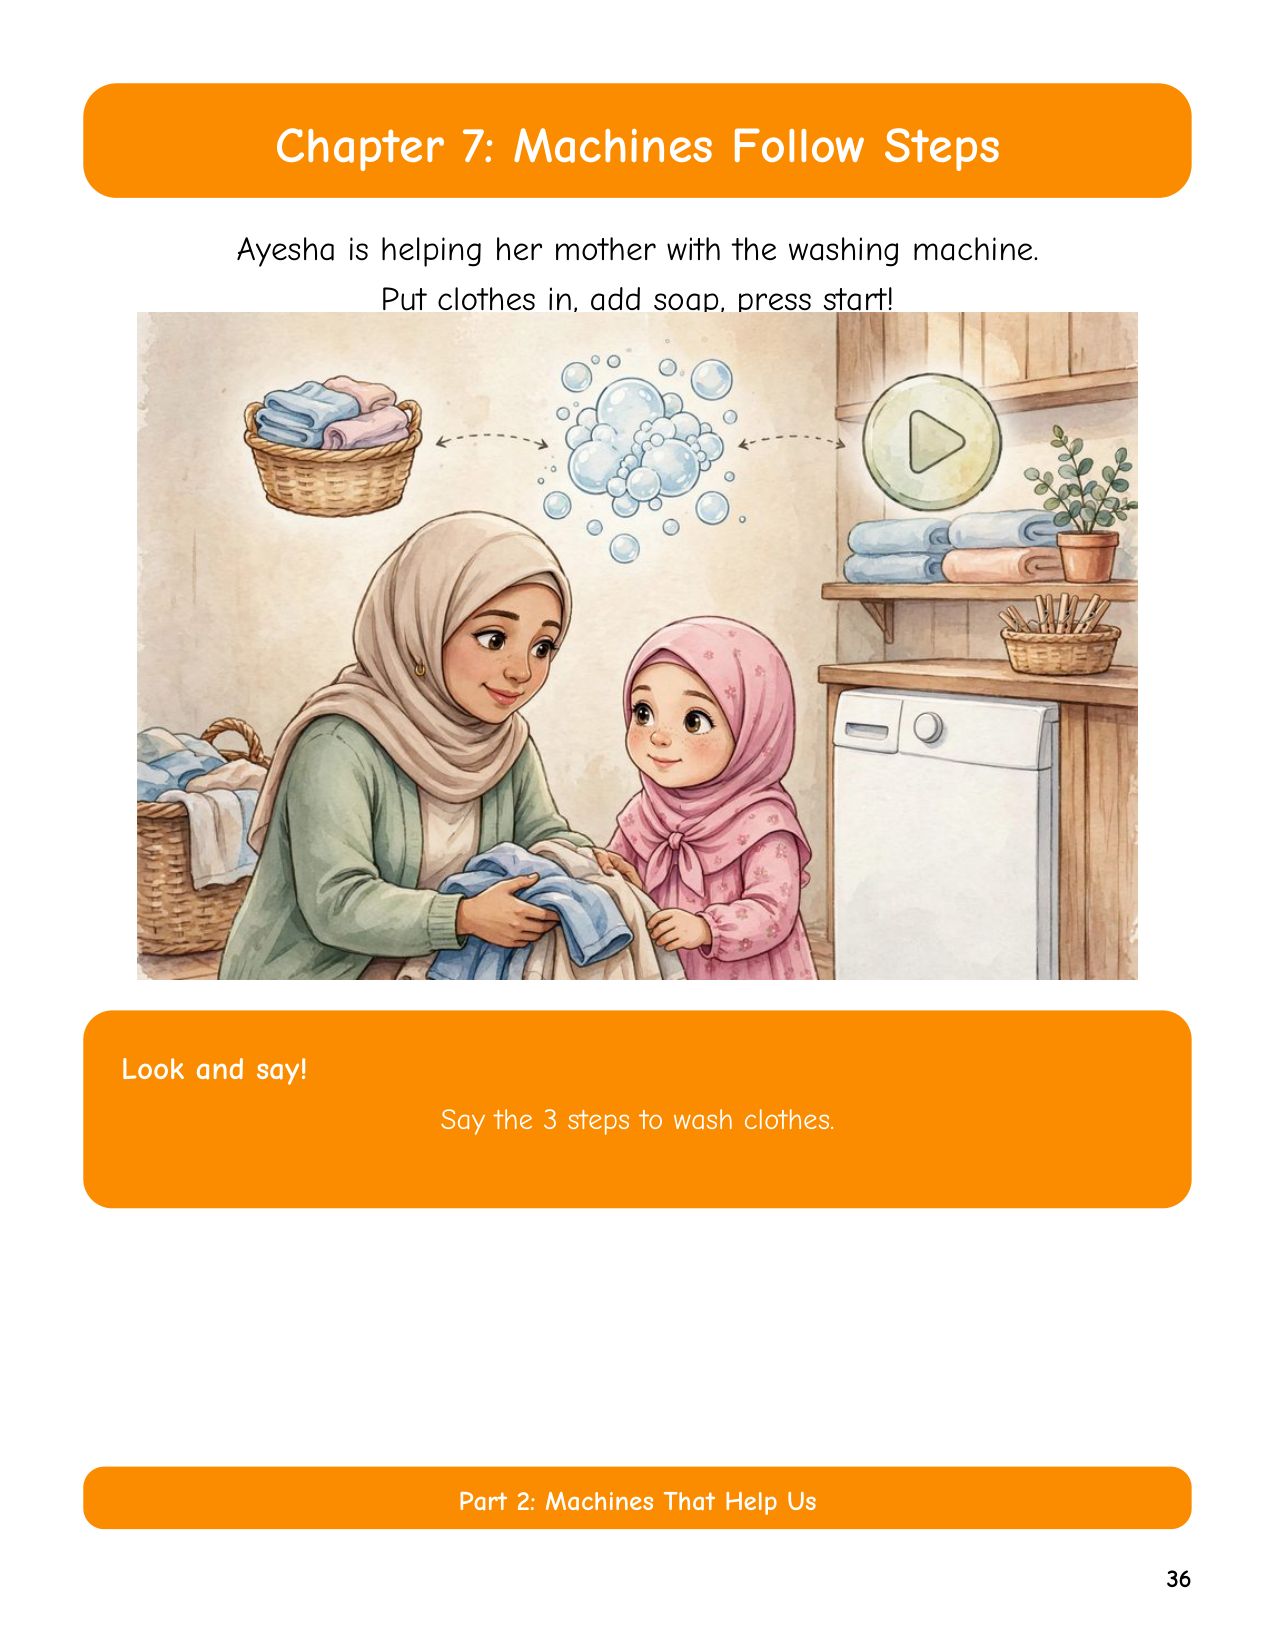 Chapter 7: Machines Follow Steps
Ayesha is helping her mother with the washing machine.
Put clothes in, add soap, press start!
Look and say!
Say the 3 steps to wash clothes.
Part 2: Machines That Help Us
36